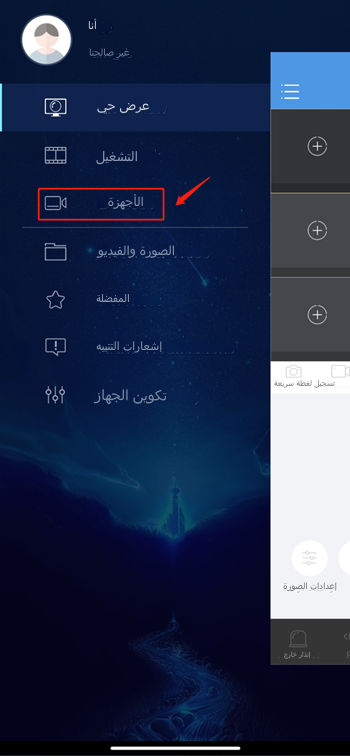 أنا
غير صالحنا
عرض حي
التشغيل
الأجهزة
الصورة والفيديو
المفضلة
إشعارات التنبيه
تكوين الجهاز
تسجيل لقطة سريعة
إعدادات الصورة
إنذار خارج